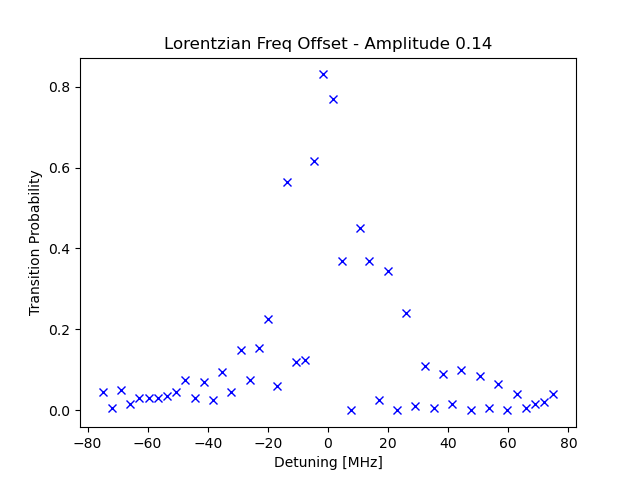 Lorentzian Freq Offset - Amplitude 0.14
0.8
0.6
0.4
0.2
0.0
Transition Probability
−80 −60 −40 −20 0 20 40 60 80
Detuning [MHz]